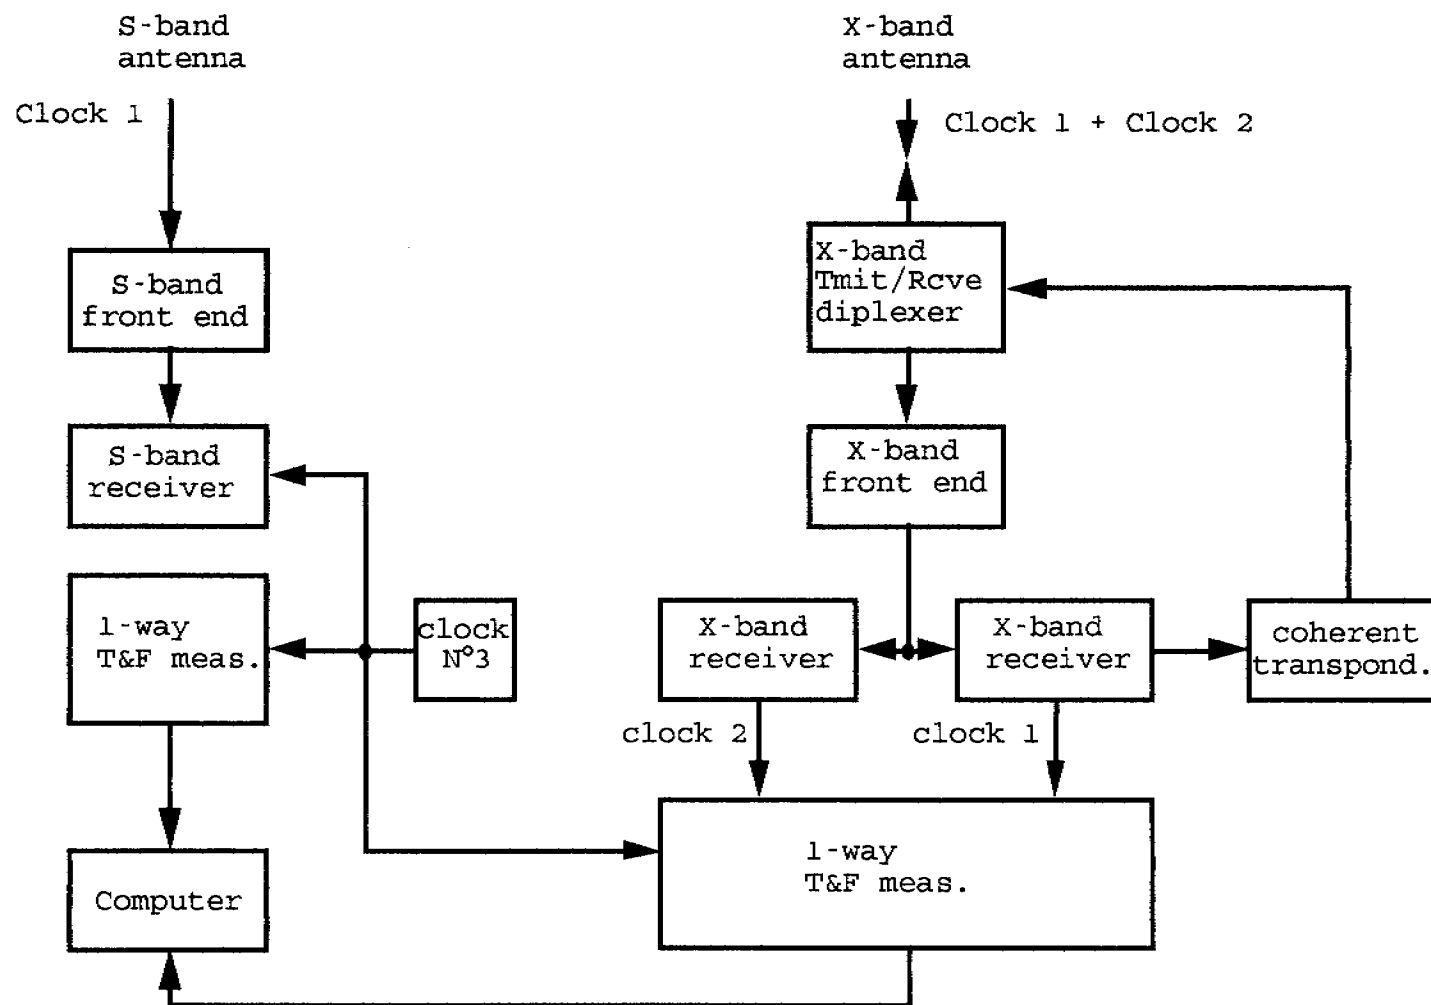 S-band
antenna
X-band
antenna
Clock 1
Clock 1 + Clock 2
S-band
front end
X-band
Tmit/Rcve
diplexer
S-band
receiver
X-band
front end
1-way
T&F meas.
clock
N°3
X-band
receiver
X-band
receiver
coherent
transpond.
clock 2
clock 1
Computer
1-way
T&F meas.